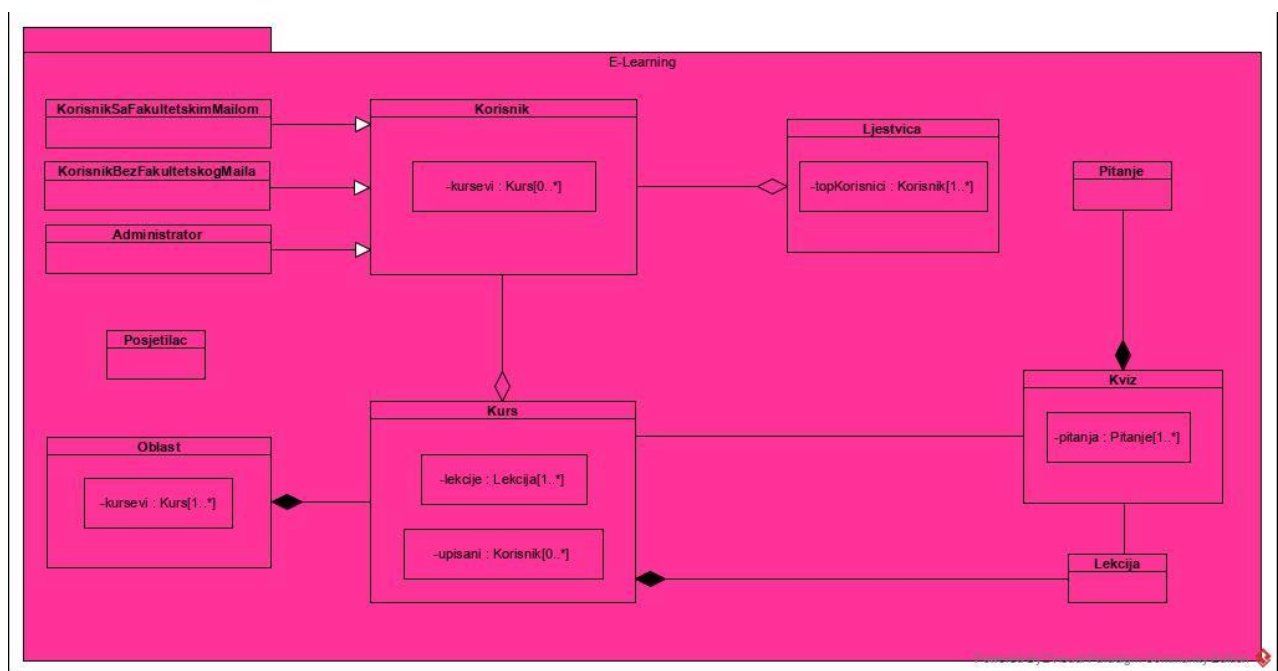 E-Learning
KorisnikSaFakultetskimMailom
KorisnikBezFakultetskogMaila
Administrator
Korisnik
-kursevi : Kurs[0..*]
Ljestvica
-topKorisnici : Korisnik[1..*]
Pitanje
Posjetilac
Oblast
-kursevi : Kurs[1..*]
Kurs
-lekcije : Lekcija[1..*]
-upisani : Korisnik[0..*]
Kviz
-pitanja : Pitanje[1..*]
Lekcija